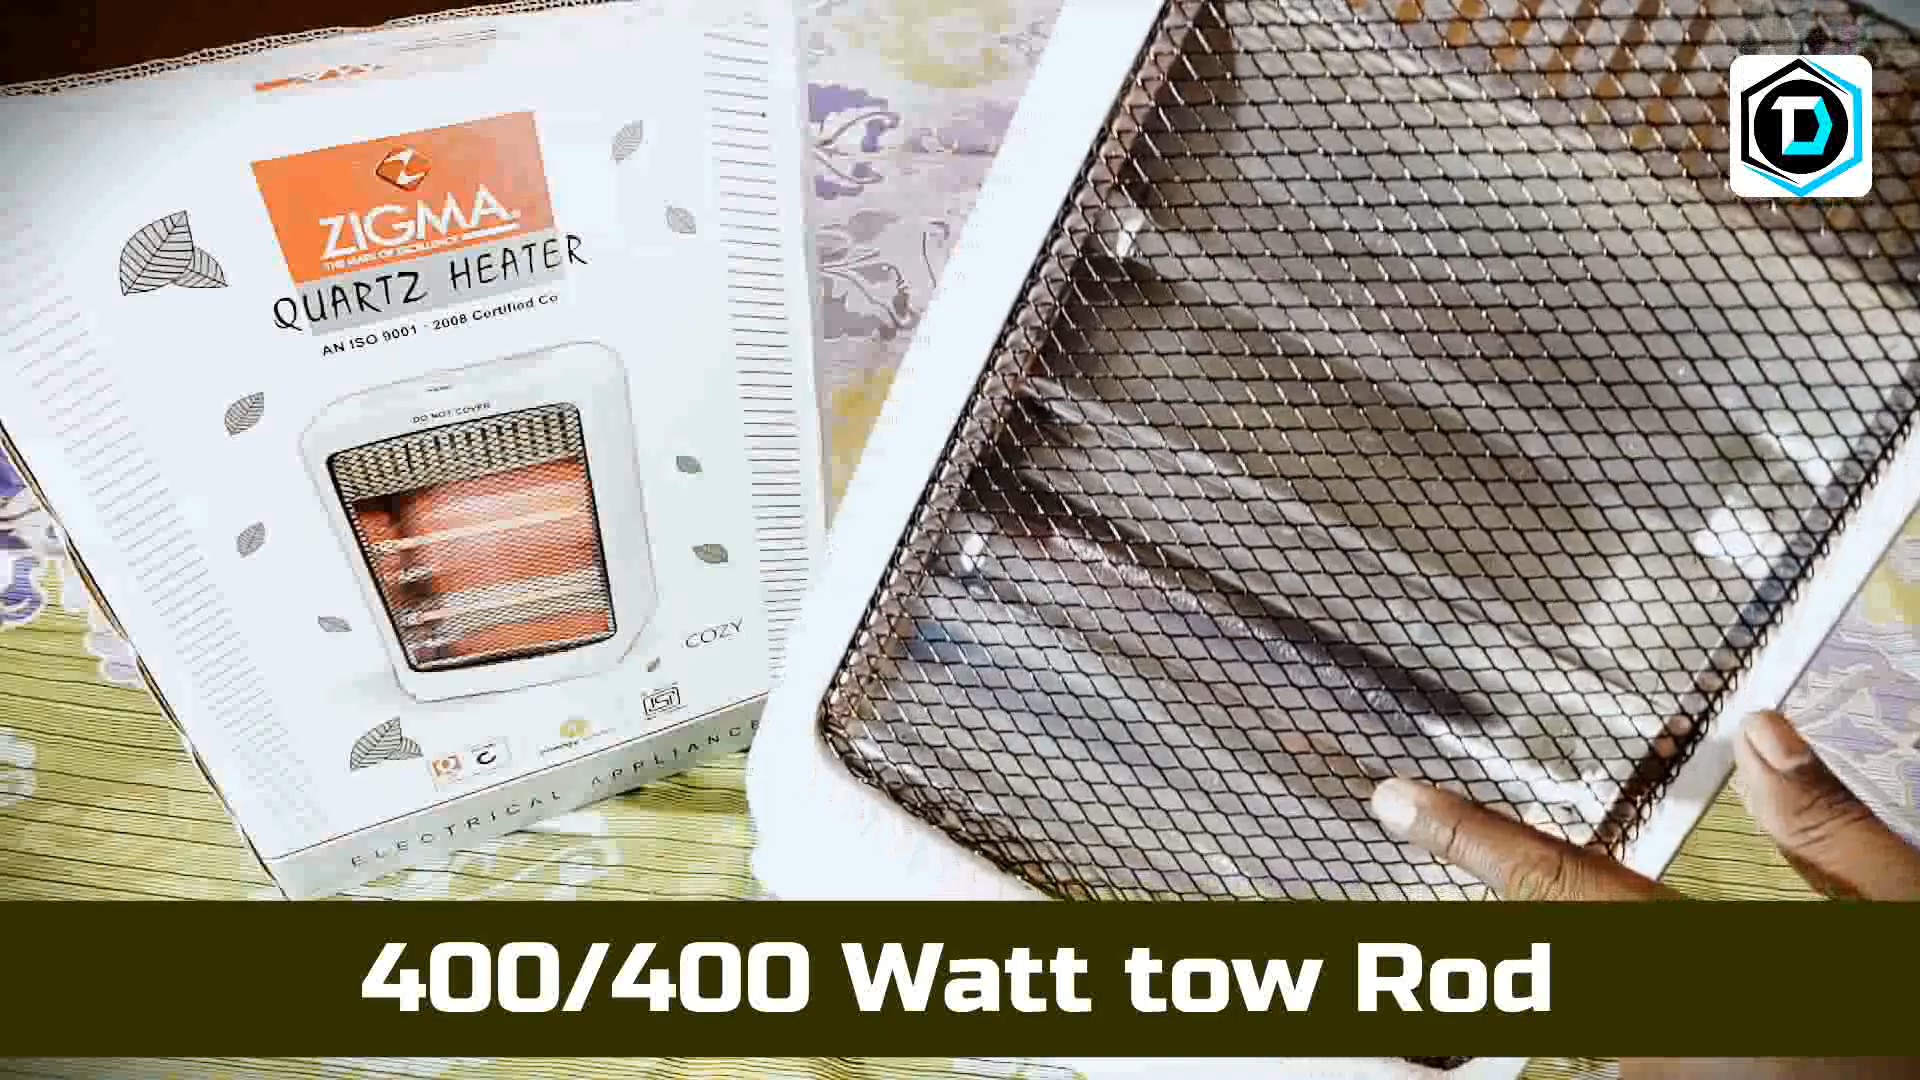 ZIGMA
THE MARK OF EXCELLENCE
QUARTZ HEATER
AN ISO 9001 : 2008 Certified Co
DO NOT COVER
COZY
ISI
ELECTRICAL APPLIANCE
D
400/400 Watt tow Rod